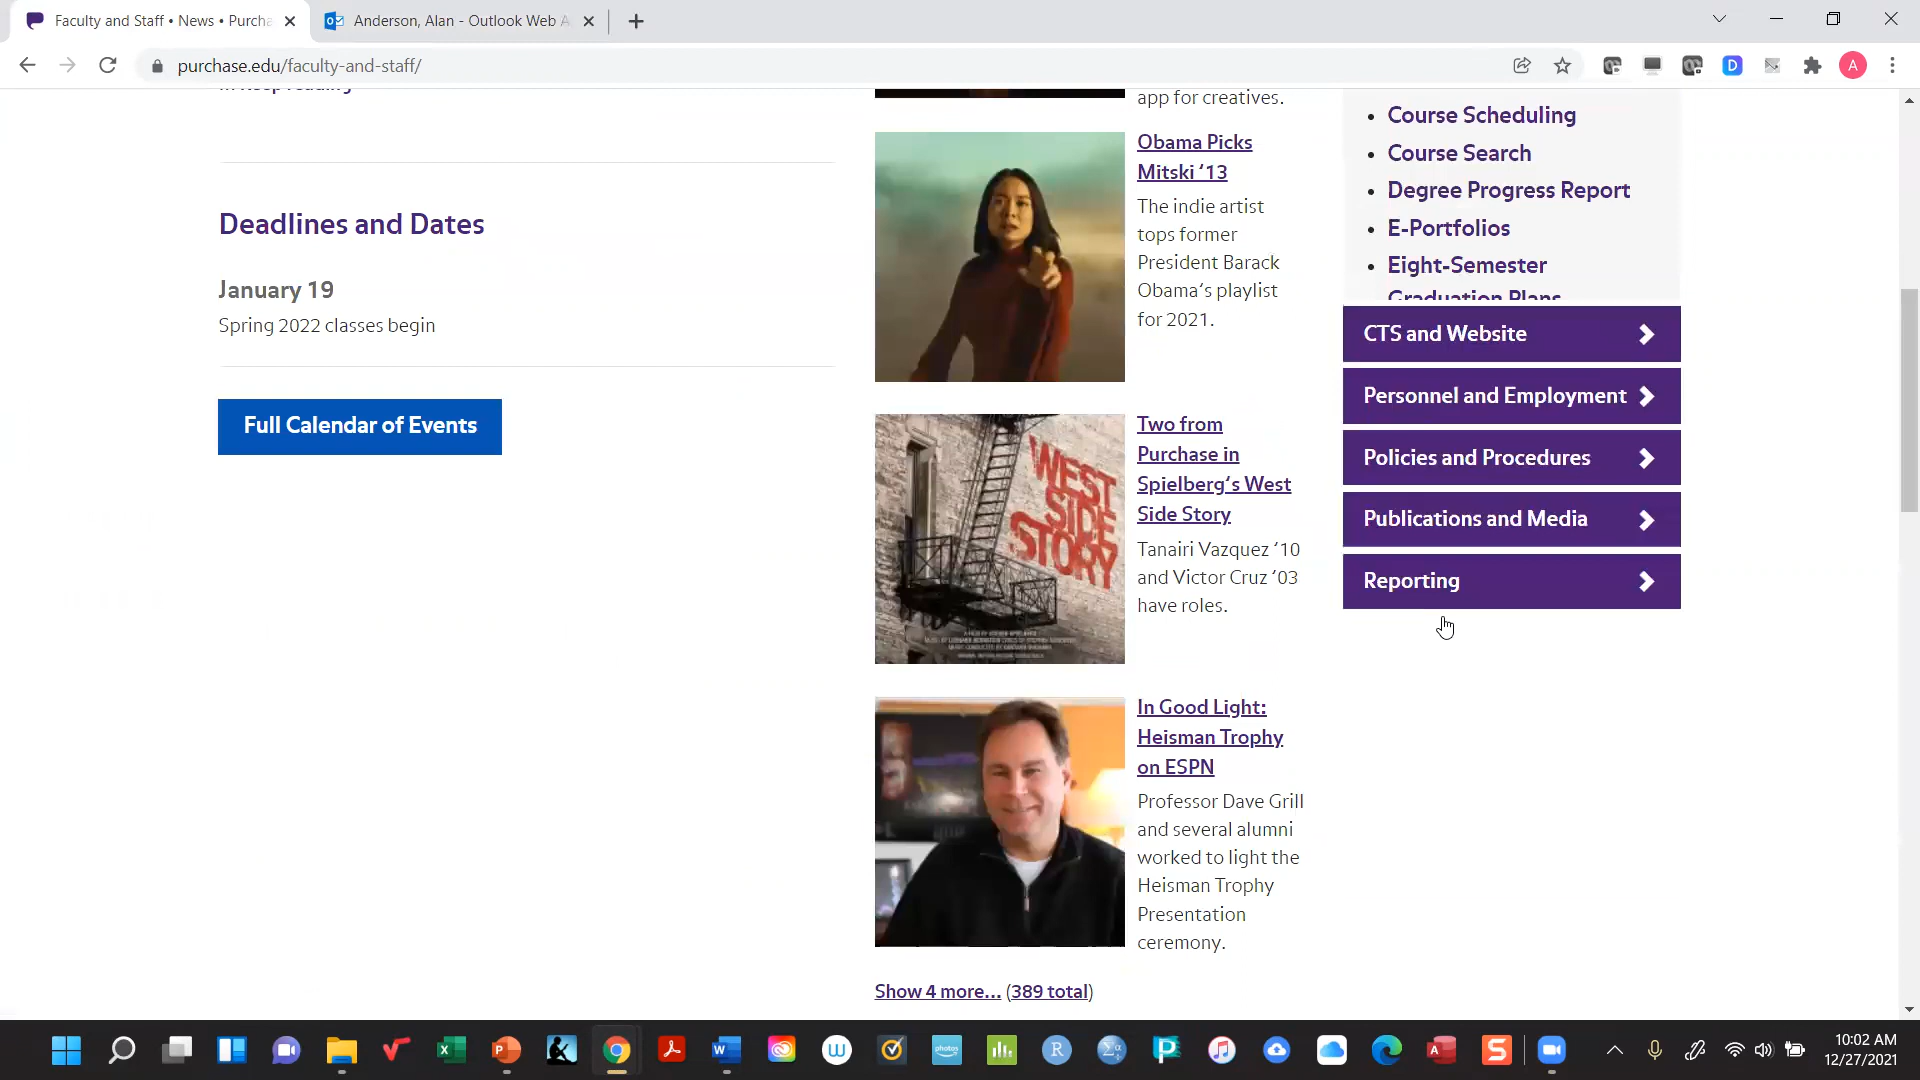 Faculty and Staff • News • Purcha
Anderson, Alan - Outlook Web A
purchase.edu/faculty-and-staff/
A
Deadlines and Dates
January 19
Spring 2022 classes begin
Full Calendar of Events
app for creatives.
Obama Picks
Mitski ‘13
The indie artist
tops former
President Barack
Obama’s playlist
for 2021.
WEST
SIDE
STORY
Two from
Purchase in
Spielberg’s West
Side Story
Tanairi Vazquez ’10
and Victor Cruz ’03
have roles.
In Good Light:
Heisman Trophy
on ESPN
Professor Dave Grill
and several alumni
worked to light the
Heisman Trophy
Presentation
ceremony.
Show 4 more... (389 total)
Course Scheduling
Course Search
Degree Progress Report
E-Portfolios
Eight-Semester
Graduation Plans
CTS and Website
Personnel and Employment
Policies and Procedures
Publications and Media
Reporting
10:02 AM
12/27/2021